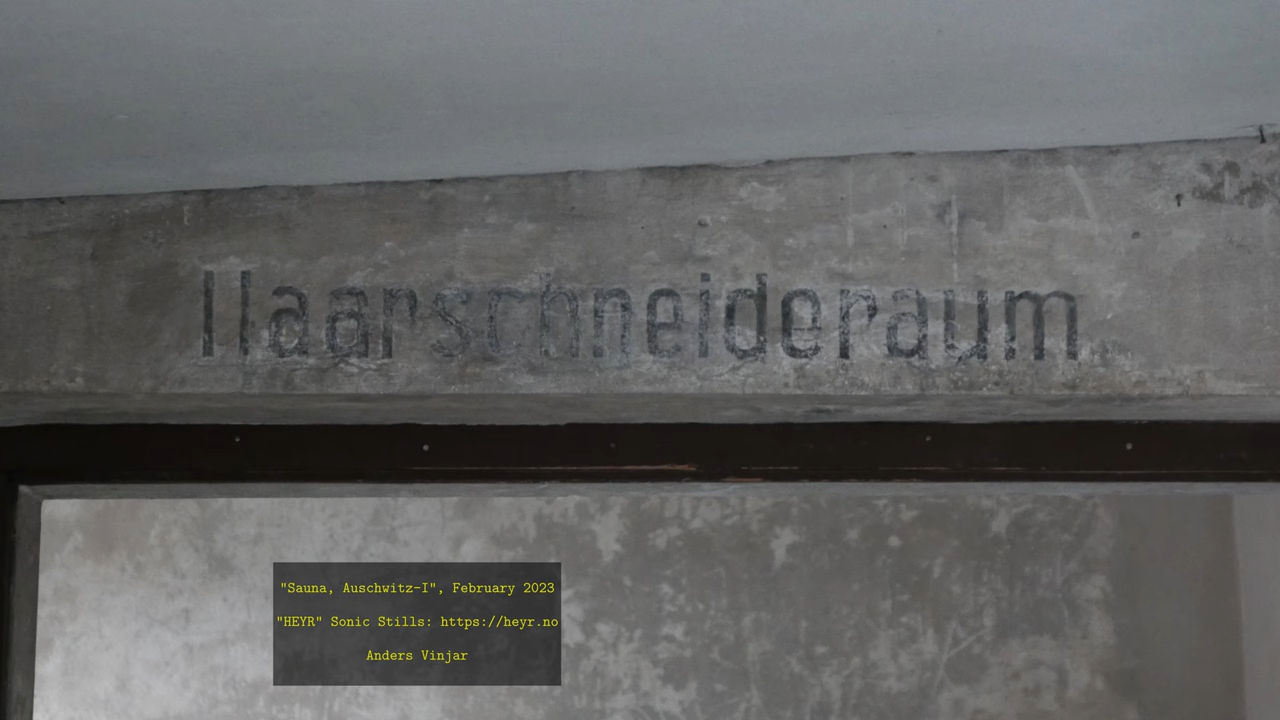 Haarschneideraum
"Sauna, Auschwitz-I", February 2023
"HEYR" Sonic Stills: https://heyr.no
Anders Vinjar